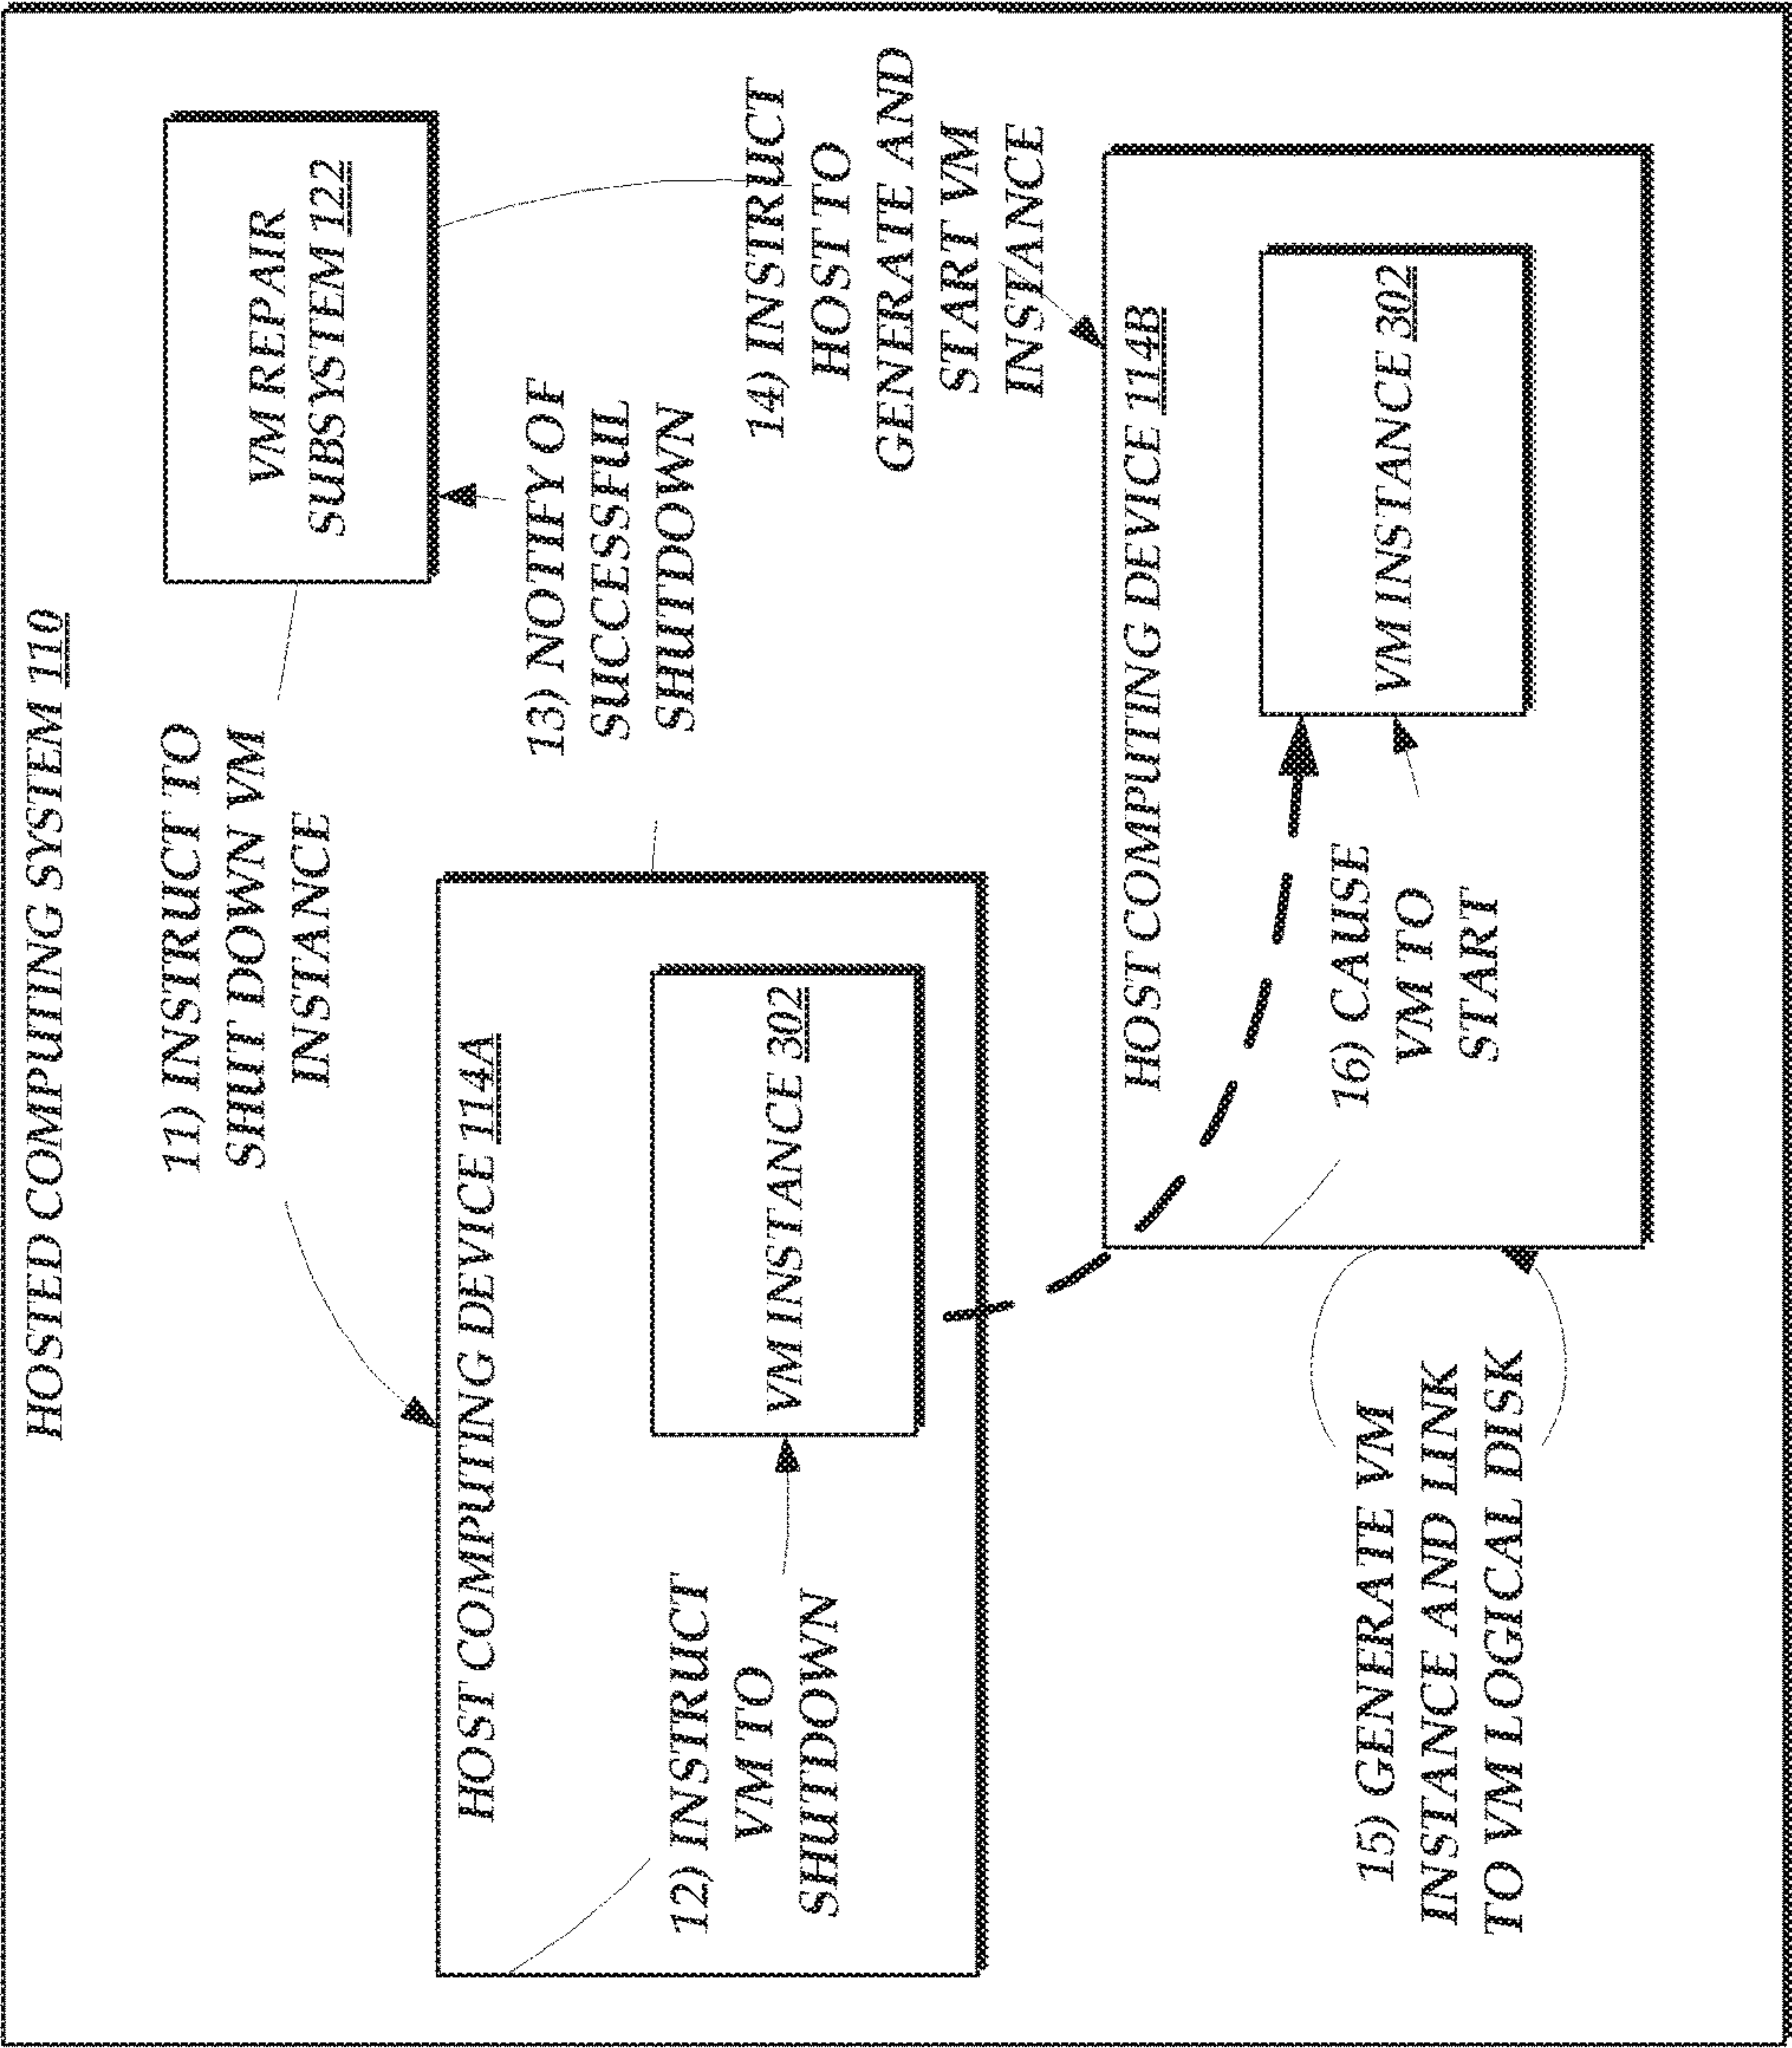 HOSTED COMPUTING SYSTEM 110
11) INSTRUCT TO
SHUT DOWN VM
INSTANCE
VM REPAIR
SUBSYSTEM 122
HOST COMPUTING DEVICE 114A
12) INSTRUCT
VM TO
SHUTDOWN
VM INSTANCE 302
13) NOTIFY OF
SUCCESSFUL
SHUTDOWN
14) INSTRUCT
HOST TO
GENERATE AND
START VM
INSTANCE
15) GENERATE VM
INSTANCE AND LINK
TO VM LOGICAL DISK
HOST COMPUTING DEVICE 114B
16) CAUSE
VM TO
START
VM INSTANCE 302